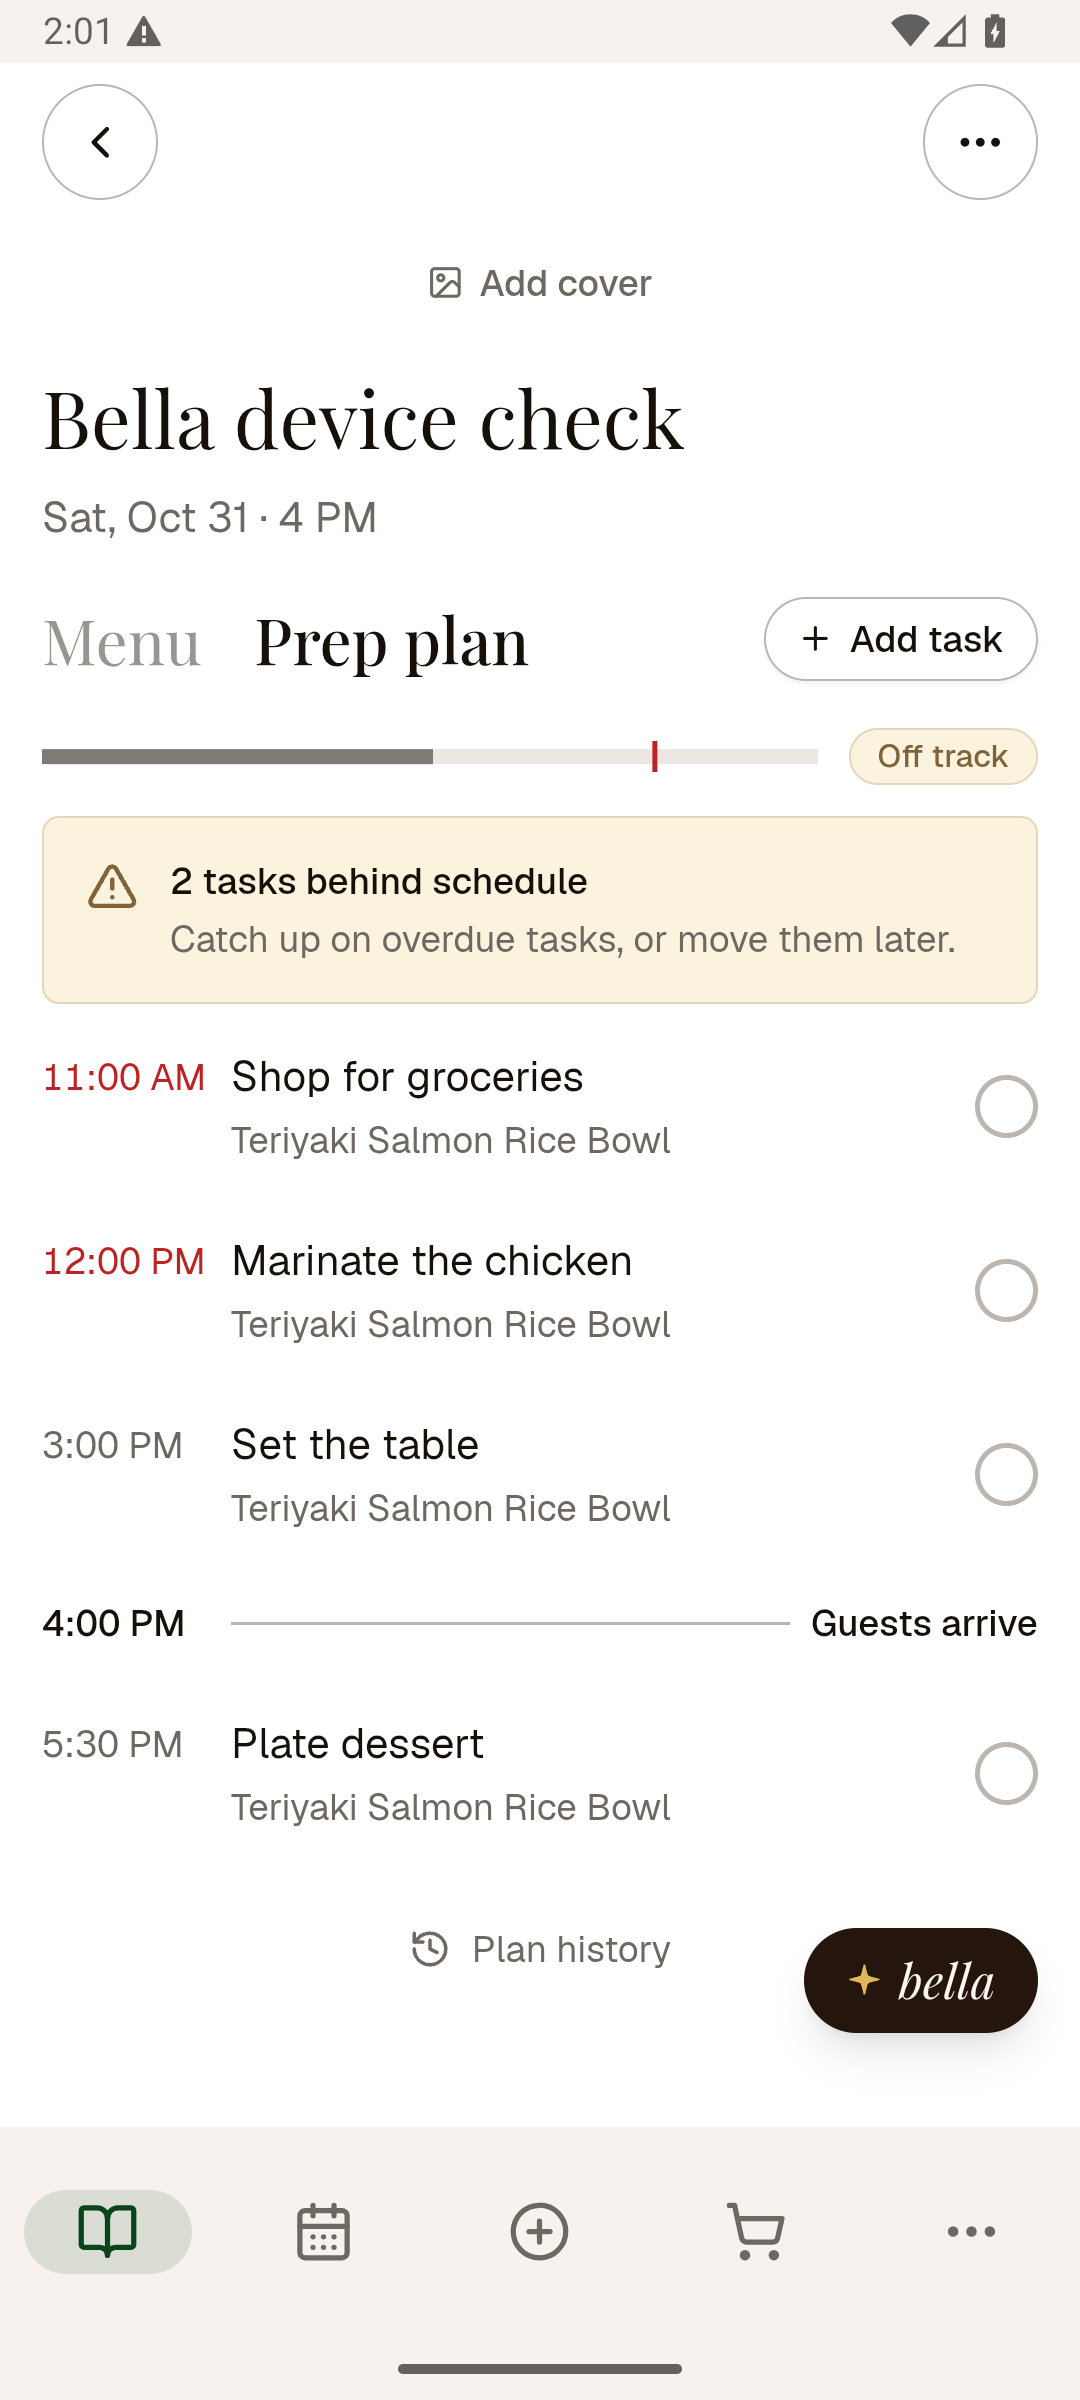 2:01
Add cover
Bella device check
Sat, Oct 31 · 4 PM
Menu Prep plan + Add task
Off track
2 tasks behind schedule
Catch up on overdue tasks, or move them later.
11:00 AM Shop for groceries
Teriyaki Salmon Rice Bowl
12:00 PM Marinate the chicken
Teriyaki Salmon Rice Bowl
3:00 PM Set the table
Teriyaki Salmon Rice Bowl
4:00 PM Guests arrive
5:30 PM Plate dessert
Teriyaki Salmon Rice Bowl
Plan history
bella